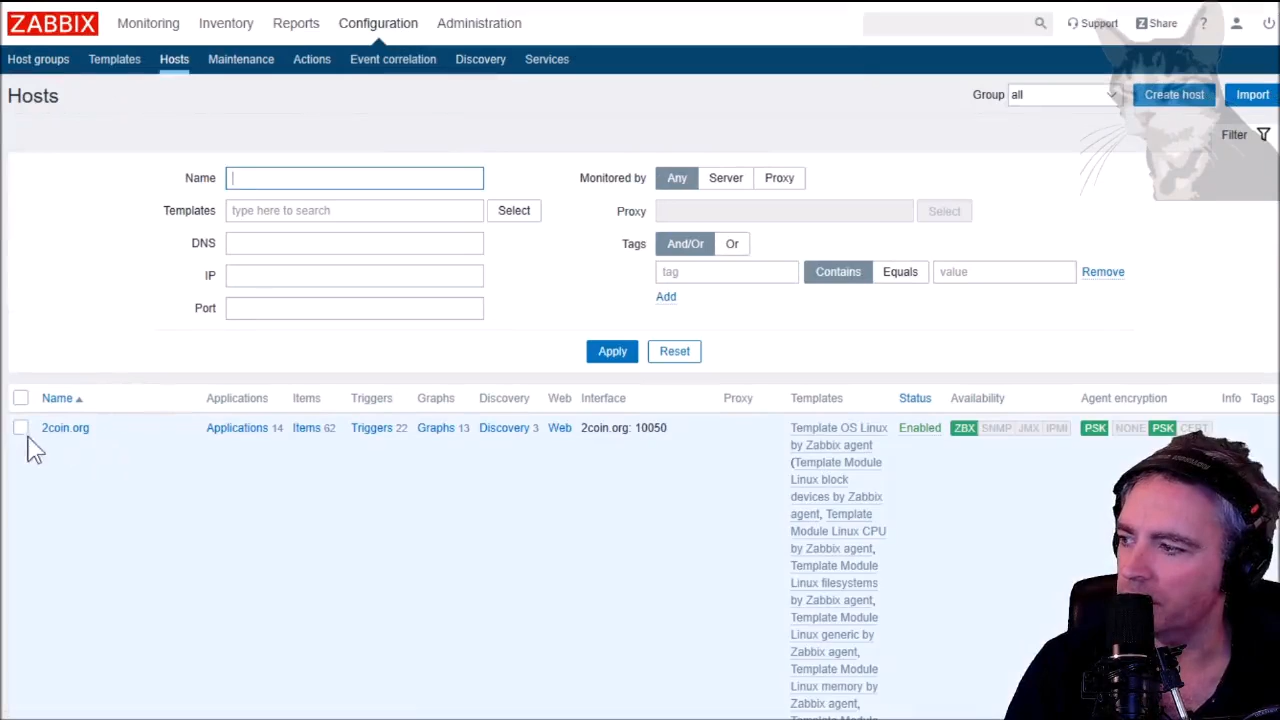 ZABBIX Monitoring Inventory Reports Configuration Administration Support Z Share ?
Host groups Templates Hosts Maintenance Actions Event correlation Discovery Services
Hosts Group all Create host Import
Filter
Name Monitored by Any Server Proxy
Templates type here to search Select Proxy Select
DNS Tags And/Or Or
IP tag Contains Equals value Remove
Port Add
Apply Reset
Name Applications Items Triggers Graphs Discovery Web Interface Proxy Templates Status Availability Agent encryption Info Tags
2coin.org Applications 14 Items 62 Triggers 22 Graphs 13 Discovery 3 Web 2coin.org: 10050 Template OS Linux Enabled ZBX SNMP JMX IPMI PSK NONE PSK CERT
by Zabbix agent
(Template Module
Linux block
devices by Zabbix
agent, Template
Module Linux CPU
by Zabbix agent,
Template Module
Linux filesystems
by Zabbix agent,
Template Module
Linux generic by
Zabbix agent,
Template Module
Linux memory by
Zabbix agent,
Template Module